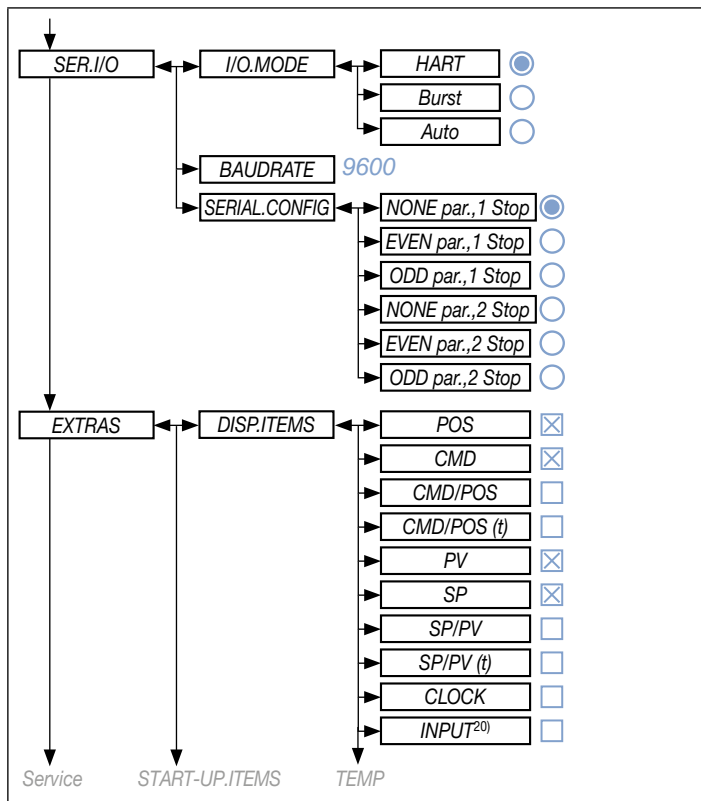 SER.I/O I/O.MODE HART
Burst
Auto
BAUDRATE 9600
SERIAL.CONFIG NONE par.,1 Stop
EVEN par.,1 Stop
ODD par.,1 Stop
NONE par.,2 Stop
EVEN par.,2 Stop
ODD par.,2 Stop
EXTRAS DISP.ITEMS POS
CMD
CMD/POS
CMD/POS (t)
PV
SP
SP/PV
SP/PV (t)
CLOCK
INPUT20)
Service START-UP.ITEMS TEMP